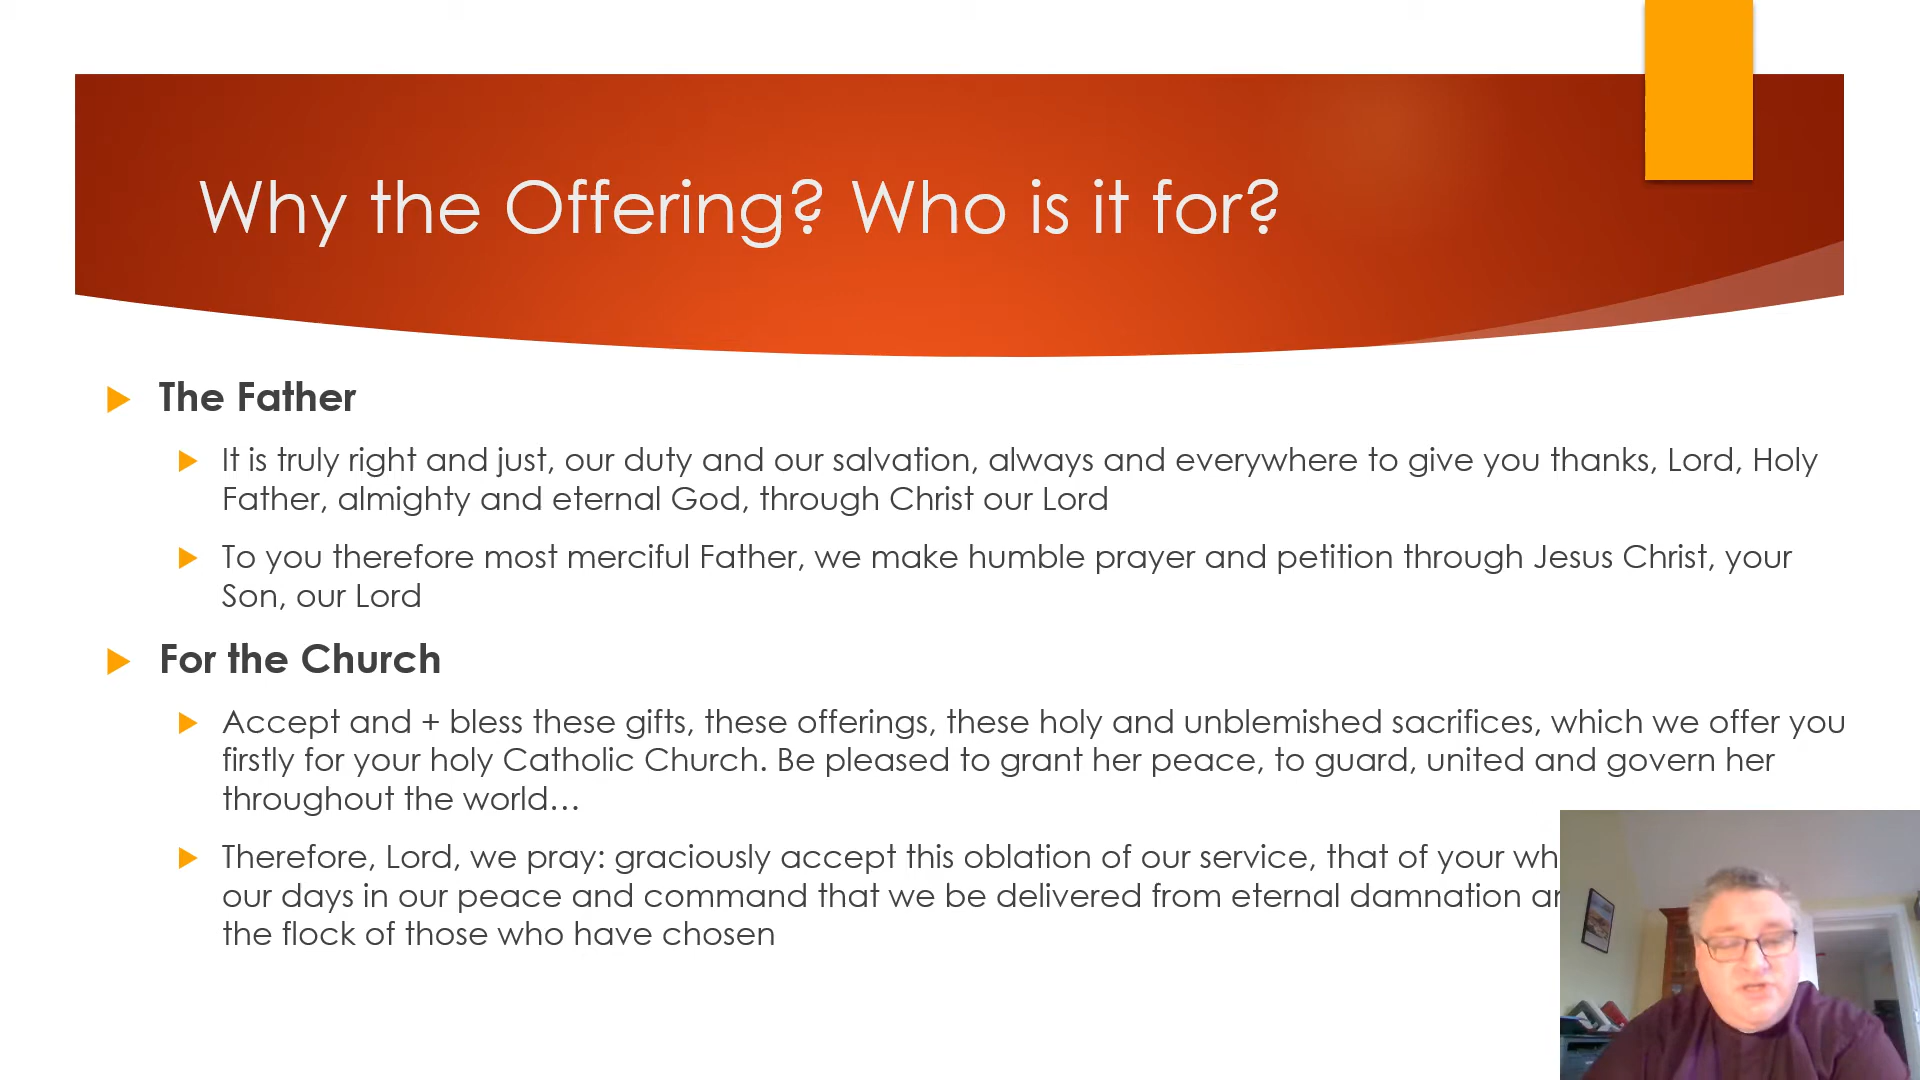 Why the Offering? Who is it for?
The Father
It is truly right and just, our duty and our salvation, always and everywhere to give you thanks, Lord, Holy
Father, almighty and eternal God, through Christ our Lord
To you therefore most merciful Father, we make humble prayer and petition through Jesus Christ, your
Son, our Lord
For the Church
Accept and + bless these gifts, these offerings, these holy and unblemished sacrifices, which we offer you
firstly for your holy Catholic Church. Be pleased to grant her peace, to guard, united and govern her
throughout the world…
Therefore, Lord, we pray: graciously accept this oblation of our service, that of your
our days in our peace and command that we be delivered from eternal damnation
the flock of those who have chosen